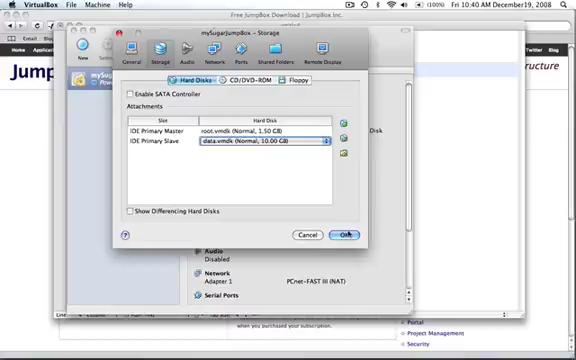 VirtualBox File Machine Help
(100%) Fri 10:40 AM December19, 2008
Free JumpBox Download | JumpBox Inc.
mySugarJumpBox - Storage
General Storage Audio Network Ports Shared Folders Remote Display
Home
Twitter Blog
New
Jump
Hard Disks CD/DVD-ROM Floppy
Enable SATA Controller
Attachments
Slot Hard Disk
IDE Primary Master root.vmdk (Normal, 1.50 GB)
IDE Primary Slave data.vmdk (Normal, 10.00 GB)
Disk
Show Differencing Hard Disks
? Cancel OK
Audio
Disabled
Network
Adapter 1 PCnet-FAST III (NAT)
Serial Ports
when you purchased your subscription.
Portal
Project Management
Security